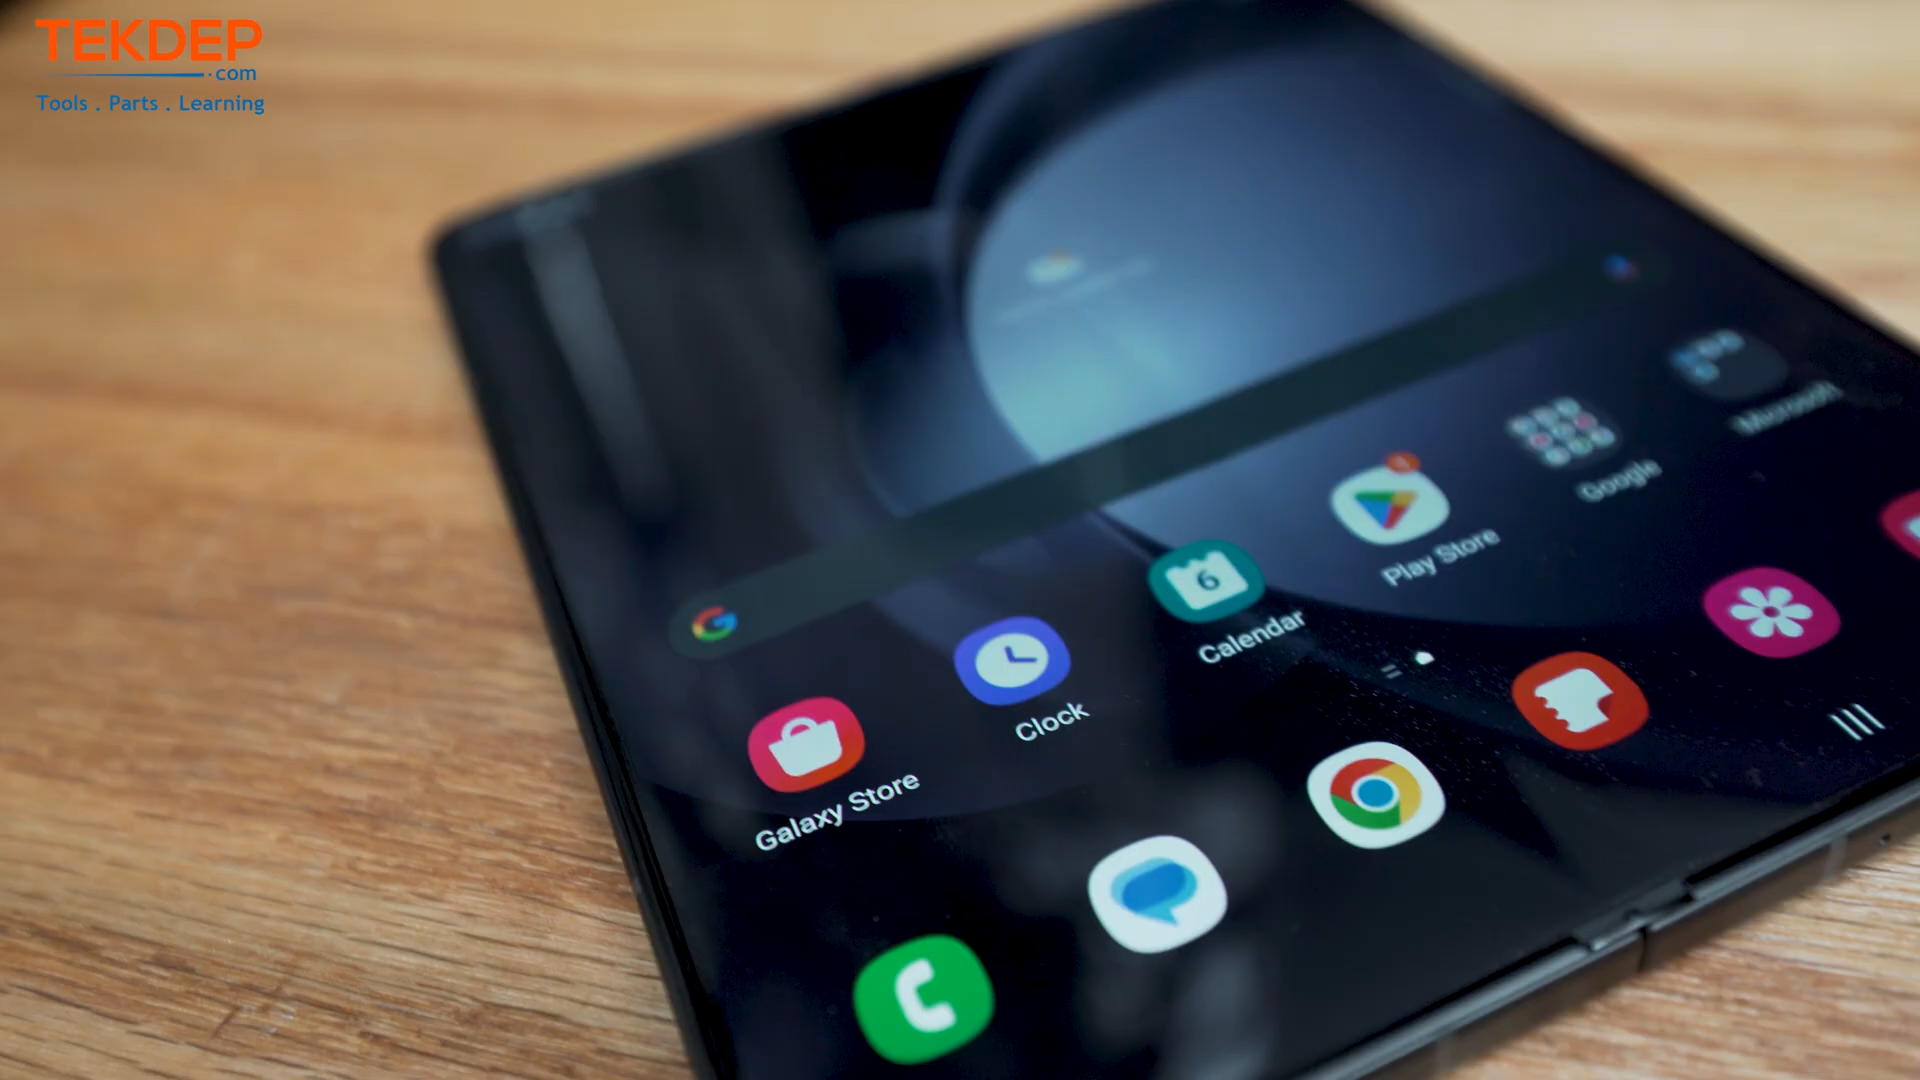 TEKDEP
.com
Tools . Parts . Learning
Microsoft
Google
Play Store
6
Calendar
Clock
Galaxy Store